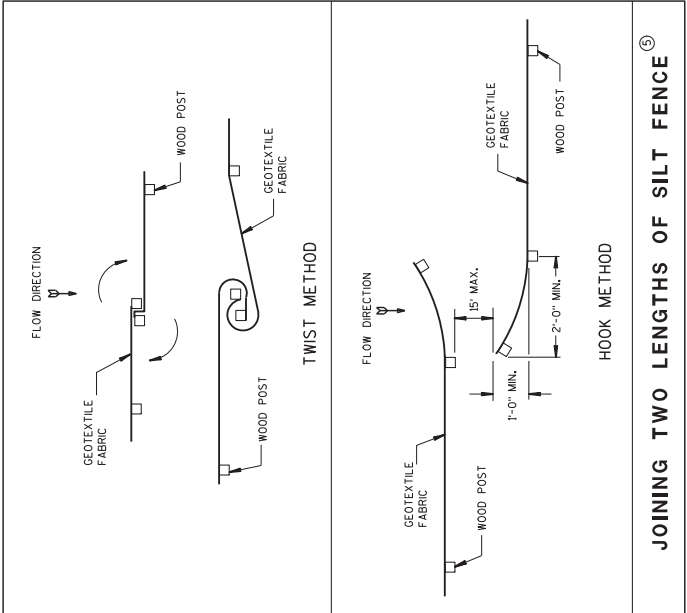 FLOW DIRECTION
WOOD POST
GEOTEXTILE
FABRIC
GEOTEXTILE
FABRIC
WOOD POST
TWIST METHOD
FLOW DIRECTION
15' MAX.
GEOTEXTILE
FABRIC
WOOD POST
1'-0" MIN.
2'-0" MIN.
GEOTEXTILE
FABRIC
WOOD POST
HOOK METHOD
JOINING TWO LENGTHS OF SILT FENCE ⑤